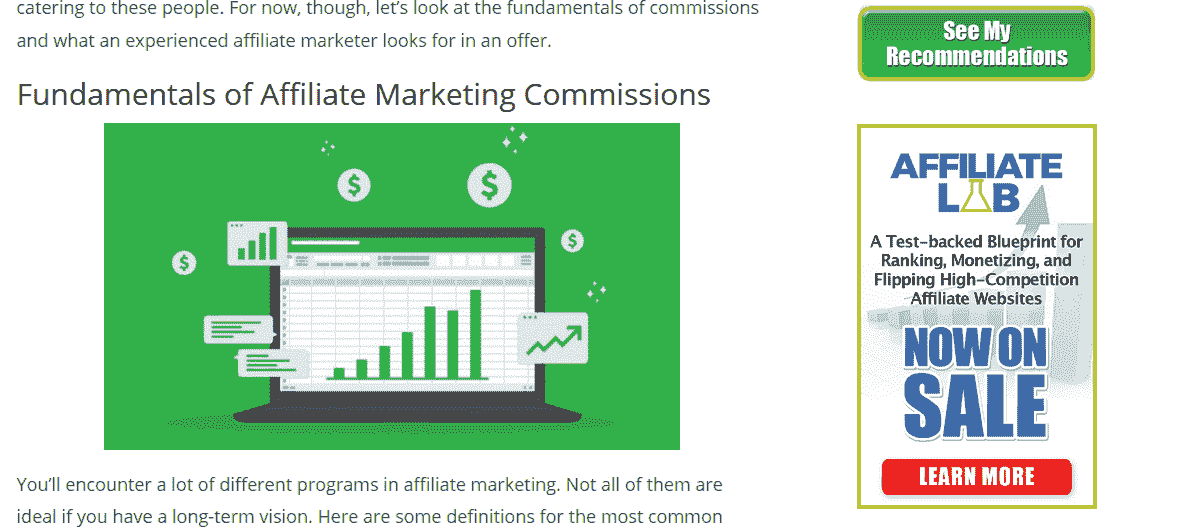 catering to these people. For now, though, let's look at the fundamentals of commissions
and what an experienced affiliate marketer looks for in an offer.
Fundamentals of Affiliate Marketing Commissions
$
$
$
$
You'll encounter a lot of different programs in affiliate marketing. Not all of them are
ideal if you have a long-term vision. Here are some definitions for the most common
See My
Recommendations
AFFILIATE
LAB
A Test-backed Blueprint for
Ranking, Monetizing, and
Flipping High-Competition
Affiliate Websites
NOW ON
SALE
LEARN MORE